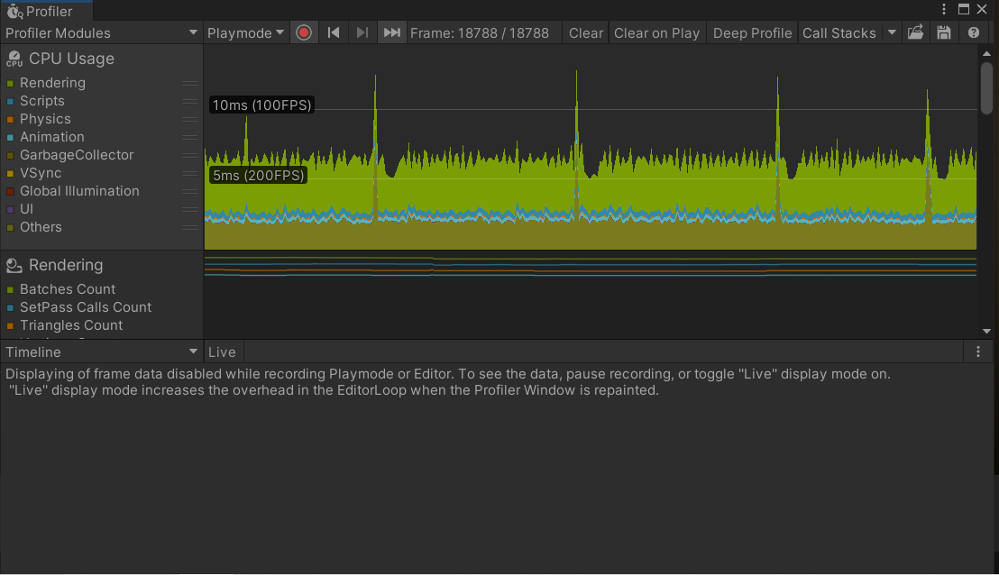 Profiler
Profiler Modules
Playmode
Frame: 18788 / 18788
Clear
Clear on Play
Deep Profile
Call Stacks
CPU
CPU Usage
Rendering
Scripts
Physics
Animation
GarbageCollector
VSync
Global Illumination
UI
Others
10ms (100FPS)
5ms (200FPS)
Rendering
Batches Count
SetPass Calls Count
Triangles Count
Timeline
Live
Displaying of frame data disabled while recording Playmode or Editor. To see the data, pause recording, or toggle "Live" display mode on.
"Live" display mode increases the overhead in the EditorLoop when the Profiler Window is repainted.